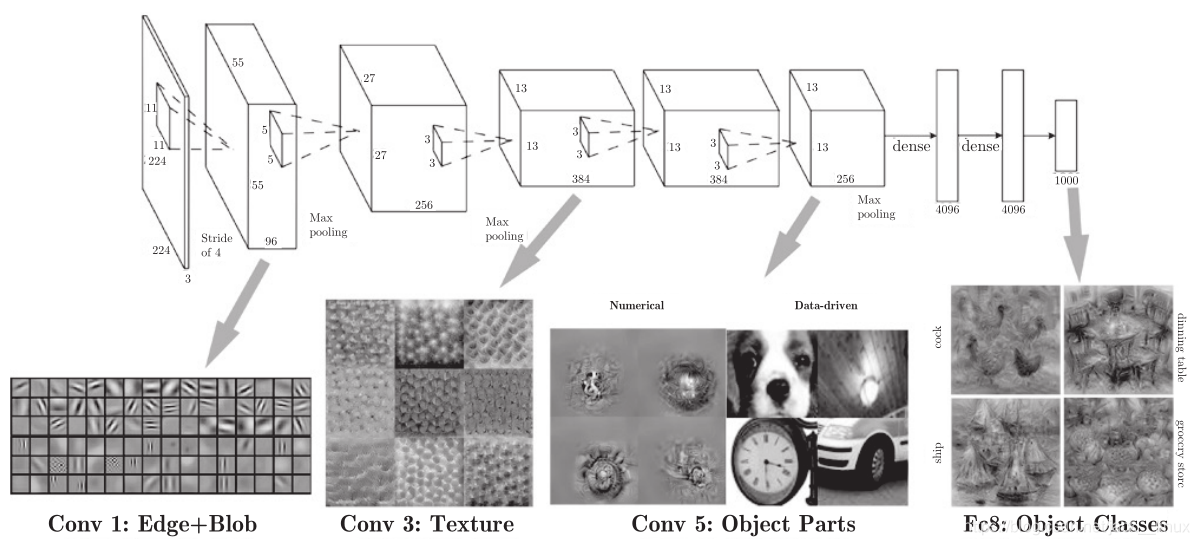 55
27
13
13
13
11
5
3
3
3
11
5
3
3
3
224
55
27
13
13
13
dense
dense
384
384
256
256
4096
4096
1000
Max
pooling
Max
pooling
Max
pooling
Stride
of 4
96
224
3
Numerical
Data-driven
cock
dinning table
ship
grocery store
Conv 1: Edge+Blob
Conv 3: Texture
Conv 5: Object Parts
Fc8: Object Classes